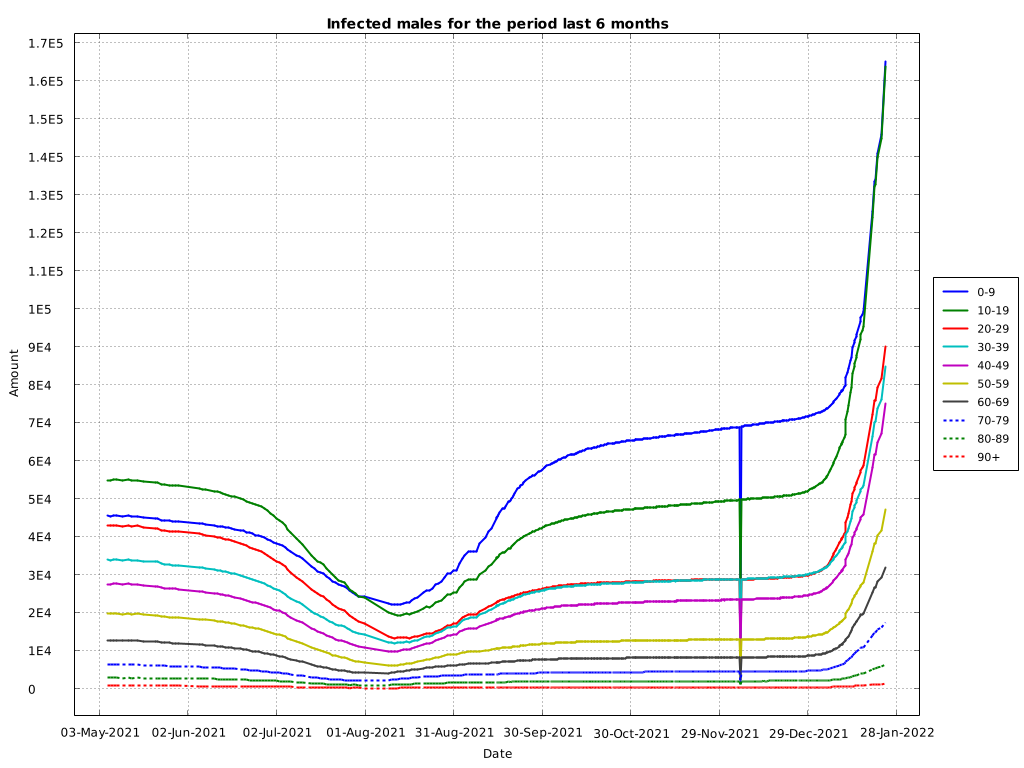 Infected males for the period last 6 months
1.7E5
1.6E5
1.5E5
1.4E5
1.3E5
1.2E5
1.1E5
1E5
9E4
8E4
7E4
6E4
5E4
4E4
3E4
2E4
1E4
0
Amount
03-May-2021 02-Jun-2021 02-Jul-2021 01-Aug-2021 31-Aug-2021 30-Sep-2021 30-Oct-2021 29-Nov-2021 29-Dec-2021 28-Jan-2022
Date
0-9
10-19
20-29
30-39
40-49
50-59
60-69
70-79
80-89
90+